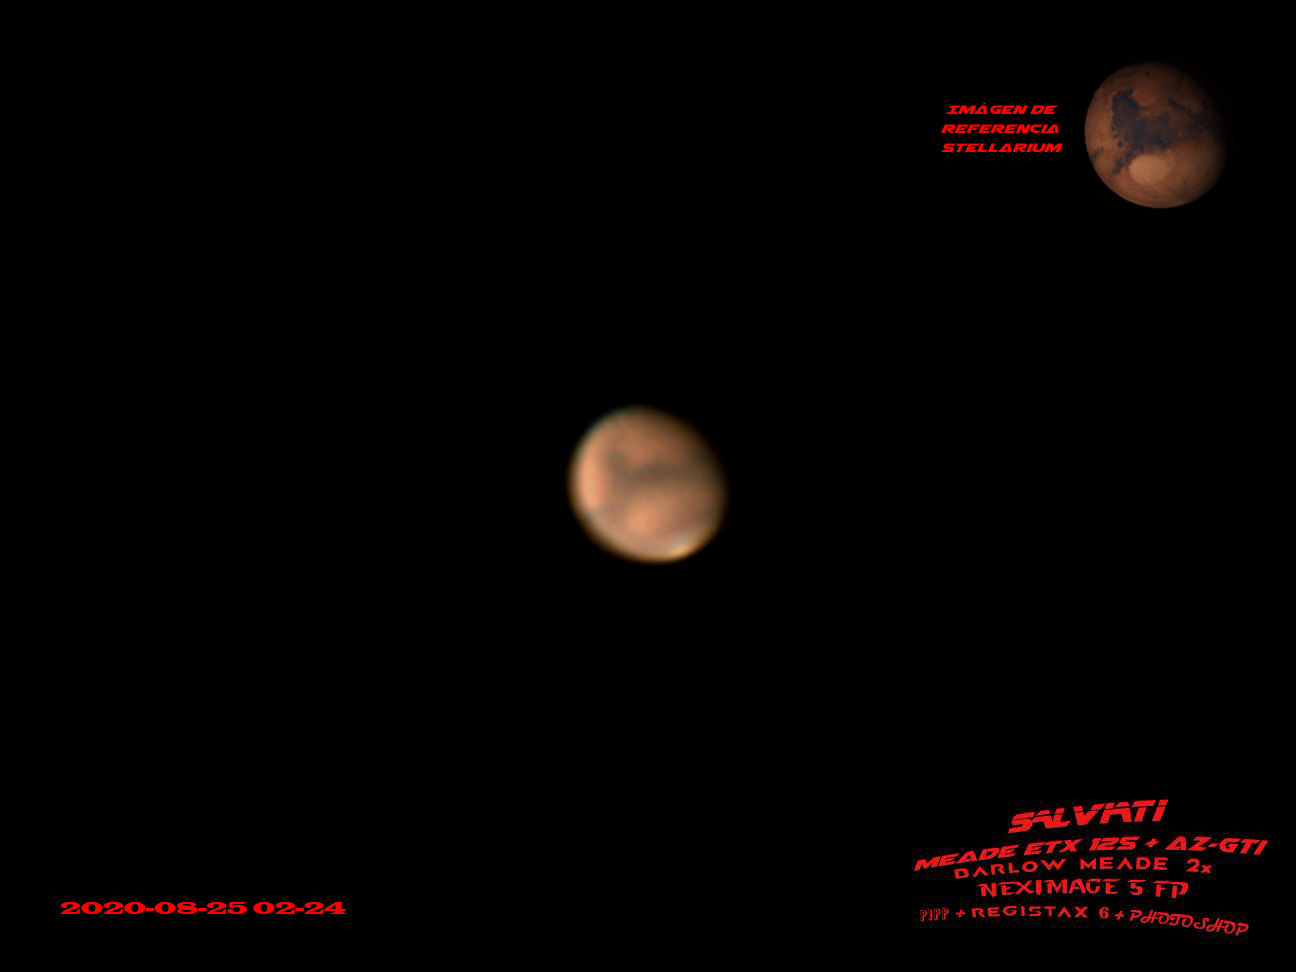 IMÁGEN DE
REFERENCIA
STELLARIUM
SALVIATI
MEADE ETX 125 + AZ-GTI
BARLOW MEADE 2x
NEXIMAGE 5 FP
PIPP + REGISTAX 6 + PHOTOSHOP
2020-08-25 02-24